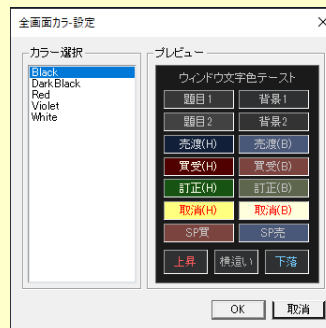 全画面カラ-設定
カラー選択
Black
Dark Black
Red
Violet
White
プレビュー
ウィンドウ文字色テースト
題目1 背景1
題目2 背景2
売渡(H) 売渡(B)
買受(H) 買受(B)
訂正(H) 訂正(B)
取消(H) 取消(B)
SP買 SP売
上昇 横這い 下落
OK 取消